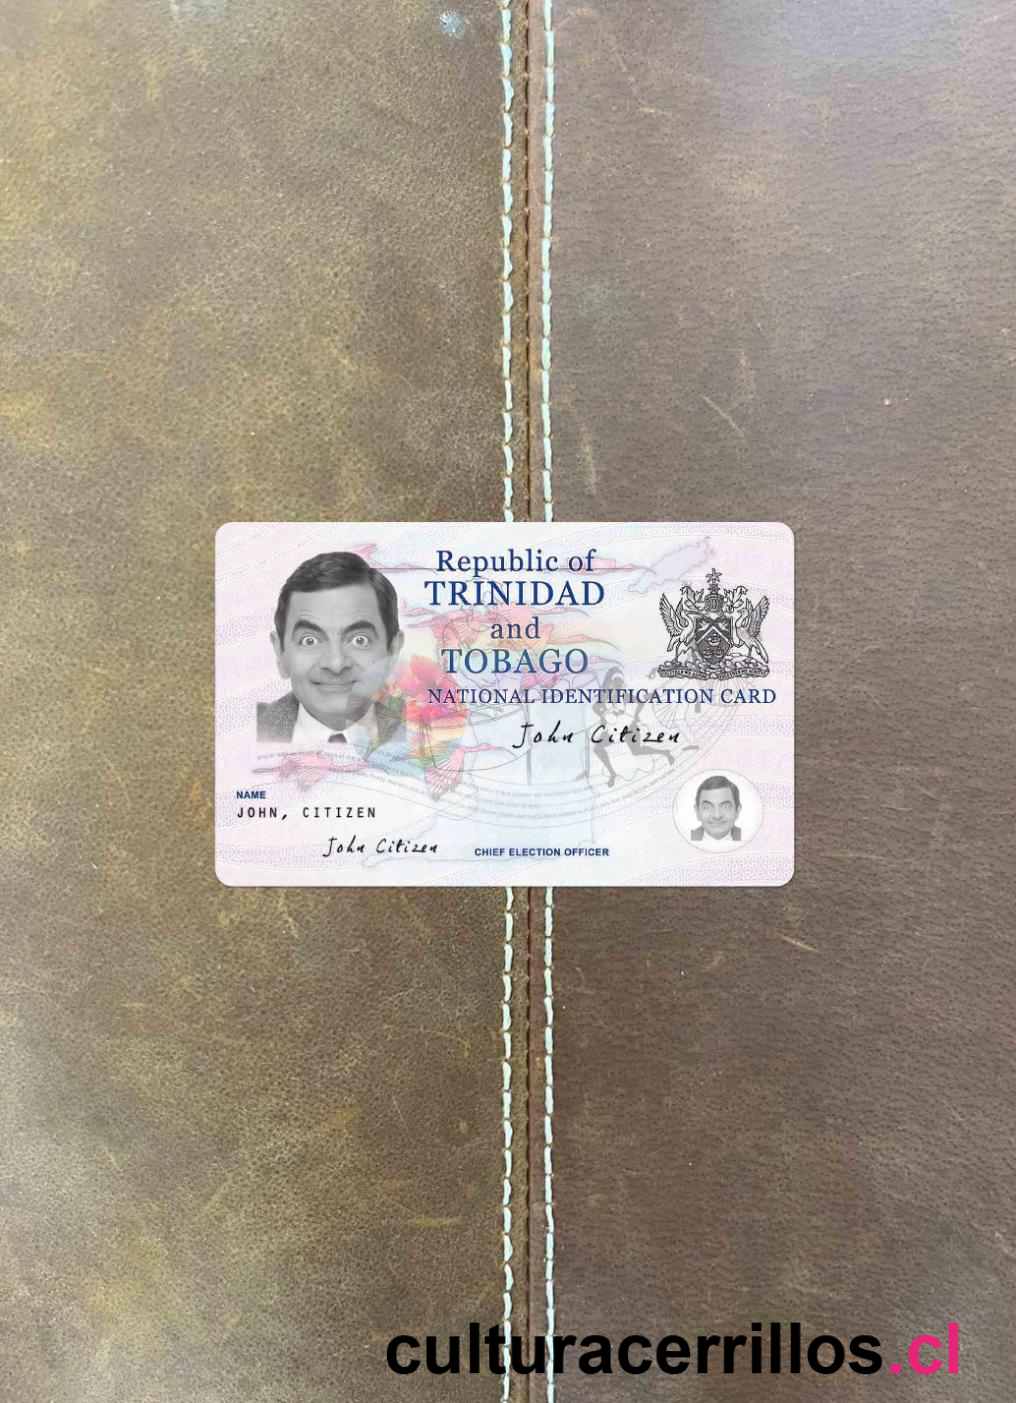 Republic of
TRINIDAD
and
TOBAGO
NATIONAL IDENTIFICATION CARD
John Citizen
NAME
JOHN, CITIZEN
John Citizen
CHIEF ELECTION OFFICER
culturacerrillos.cl